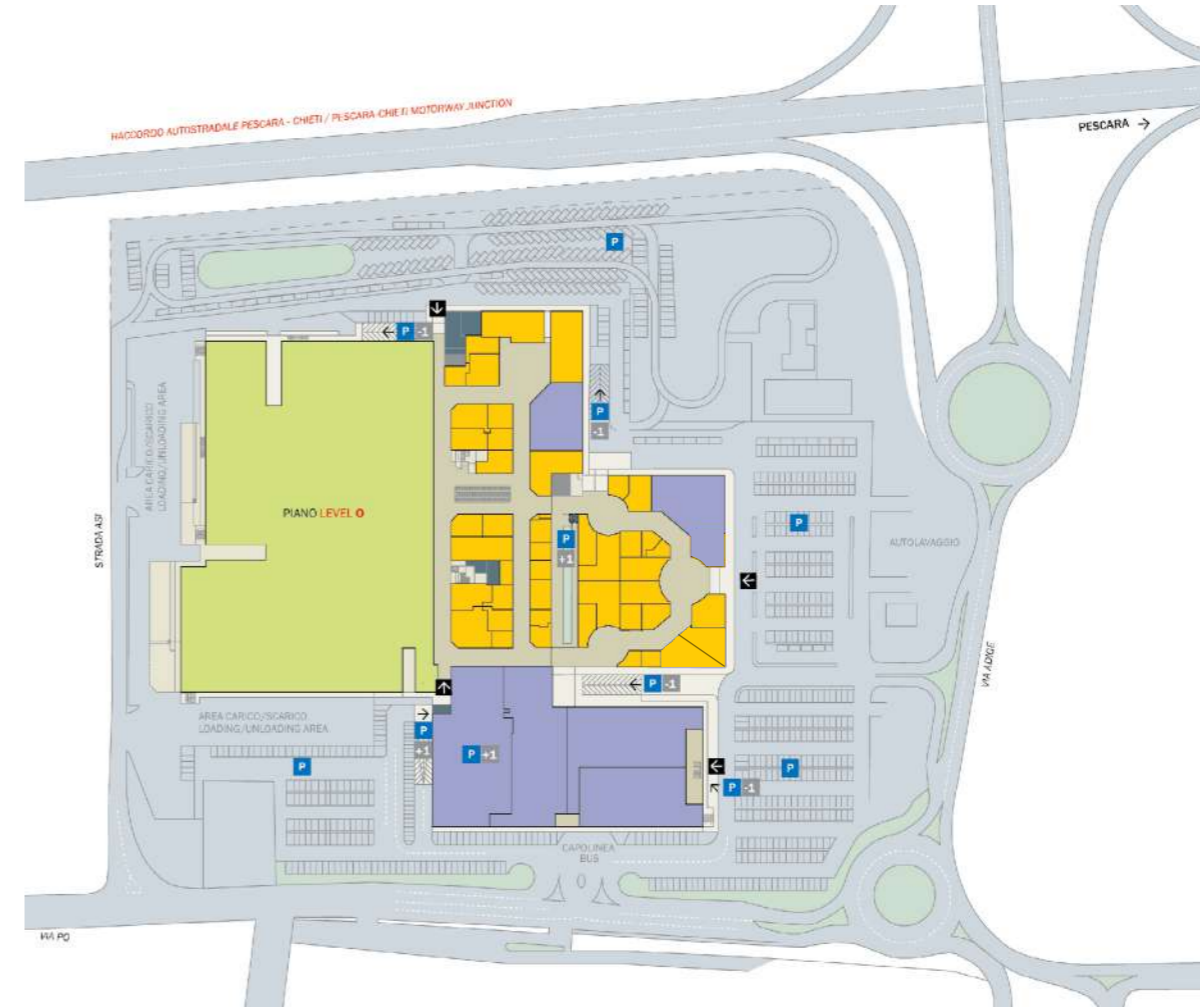 RACCORDO AUTOSTRADALE PESCARA - CHIETI / PESCARA-CHIETI MOTORWAY JUNCTION
PESCARA →
P
← P -1
P
-1
AREA CARICO/SCARICO
LOADING/UNLOADING AREA
STRADA ASI
PIANO LEVEL 0
P
+1
P
AUTOLAVAGGIO
VIA ADIGE
← P -1
AREA CARICO/SCARICO
LOADING/UNLOADING AREA
P
+1
P +1
P
P
P -1
CAPOLINEA
BUS
VIA PO